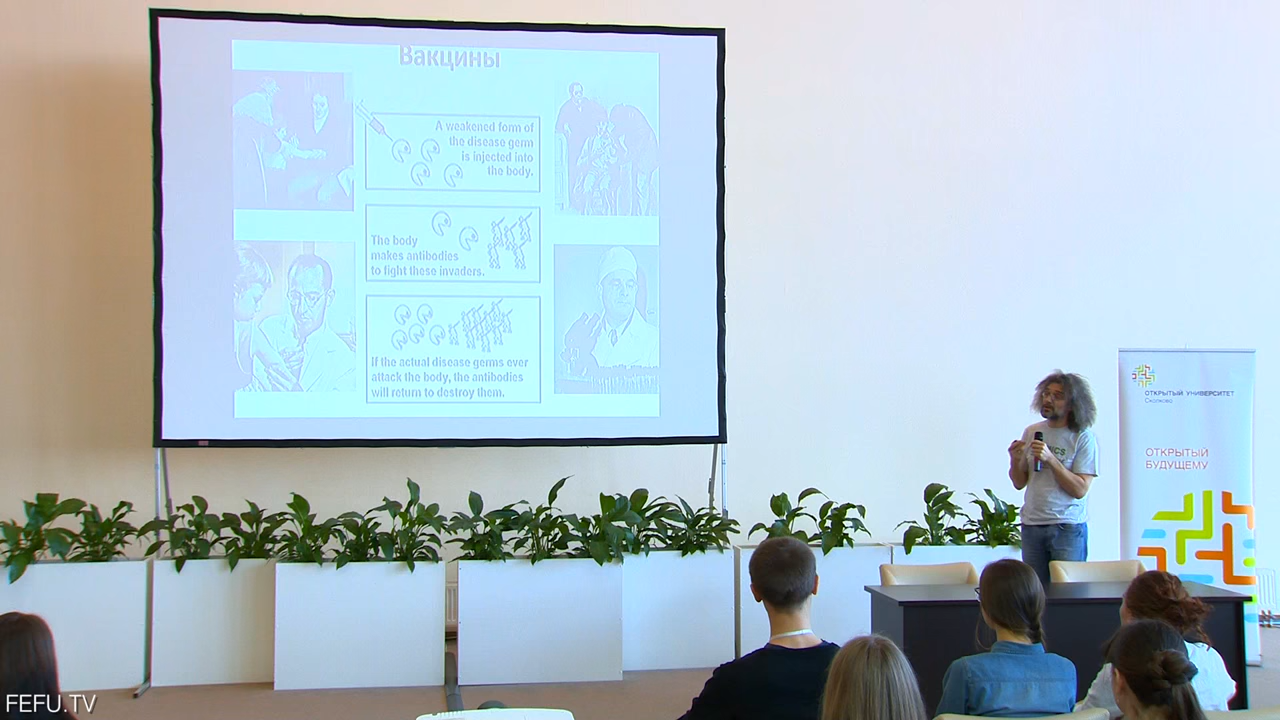 Вакцины
A weakened form of
the disease germ
is injected into
the body.
The body
makes antibodies
to fight these invaders.
If the actual disease germs ever
attack the body, the antibodies
will return to destroy them.
ОТКРЫТЫЙ УНИВЕРСИТЕТ
Сколково
ОТКРЫТЫЙ
БУДУЩЕМУ
FEFU.TV